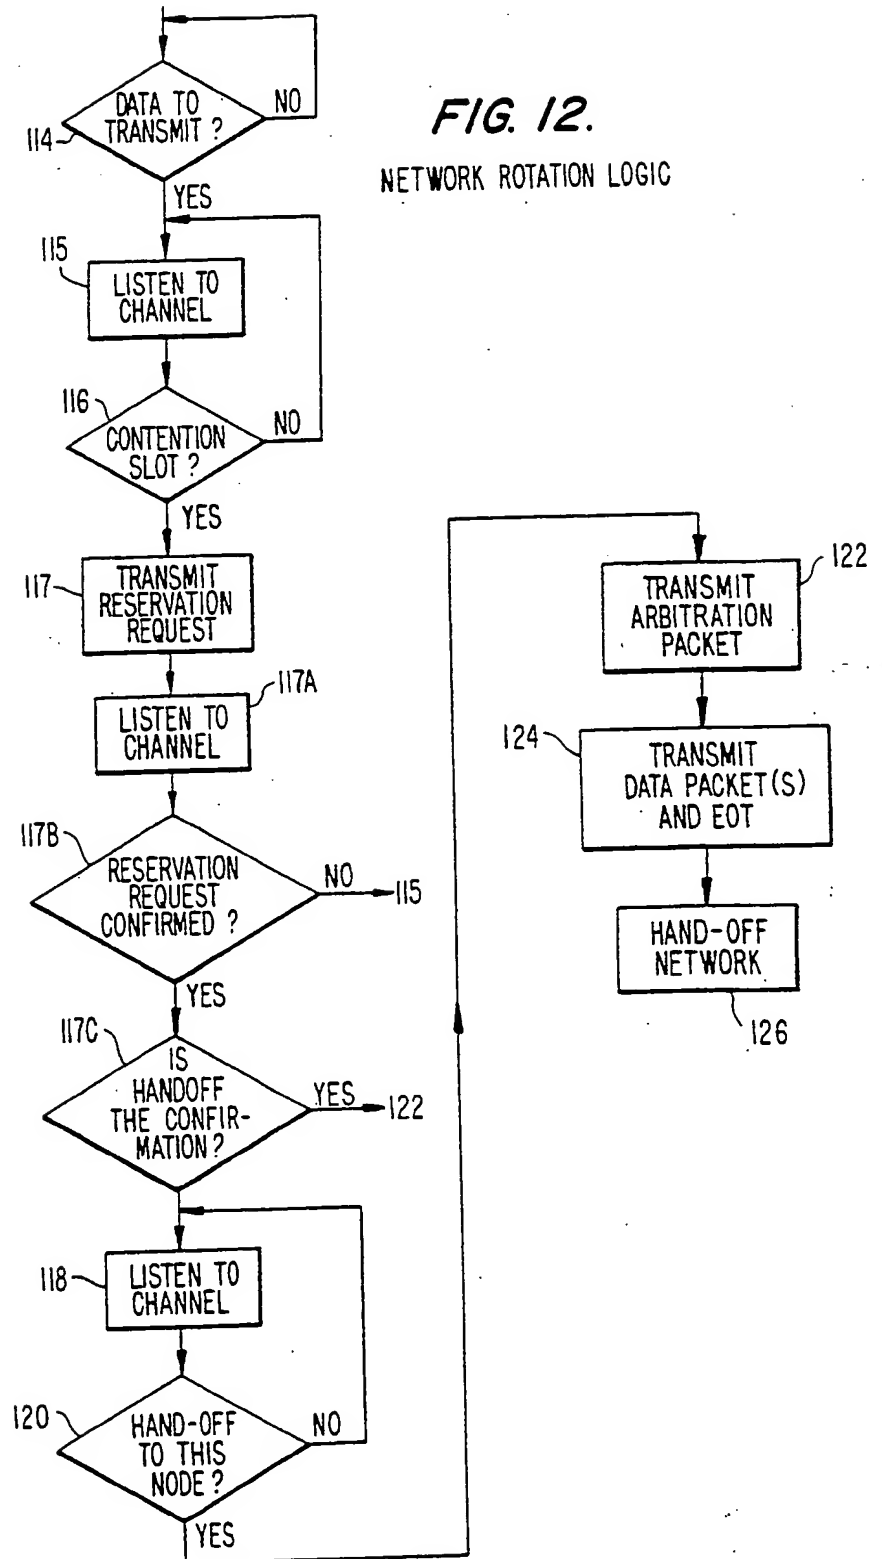 FIG. 12.
NETWORK ROTATION LOGIC
114
DATA TO
TRANSMIT ?
NO
YES
115
LISTEN TO
CHANNEL
116
CONTENTION
SLOT ?
NO
YES
117
TRANSMIT
RESERVATION
REQUEST
117A
LISTEN TO
CHANNEL
117B
RESERVATION
REQUEST
CONFIRMED ?
NO
115
YES
117C
IS
HANDOFF
THE CONFIR-
MATION?
YES
122
118
LISTEN TO
CHANNEL
120
HAND-OFF
TO THIS
NODE?
NO
YES
122
TRANSMIT
ARBITRATION
PACKET
124
TRANSMIT
DATA PACKET(S)
AND EOT
HAND-OFF
NETWORK
126